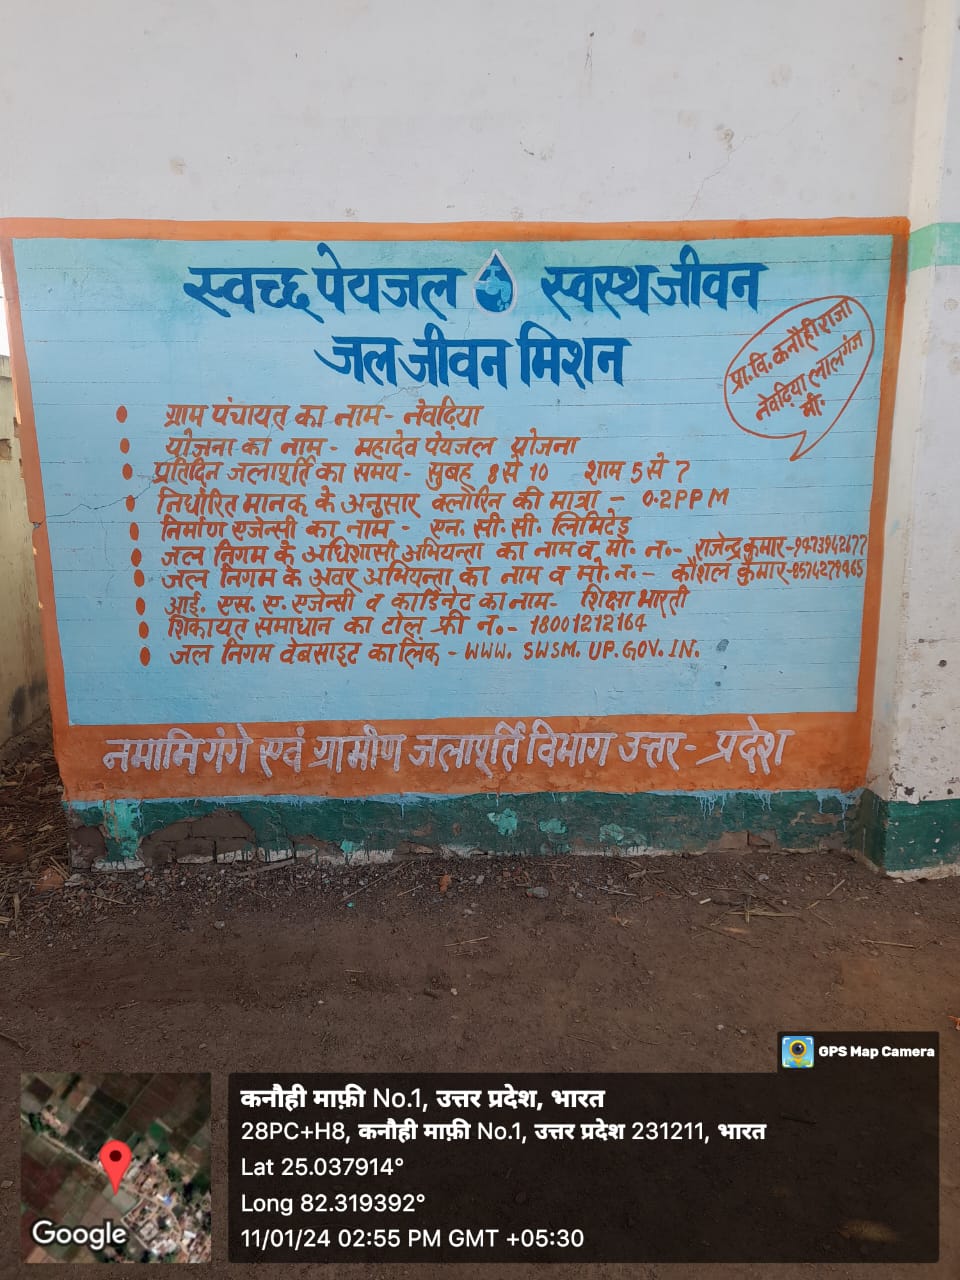 स्वच्छ पेयजल स्वस्थ जीवन
जल जीवन मिशन
प्रा. वि. कनौही राजा
नेवढ़िया लालगंज
मी.
ग्राम पंचायत का नाम - नेवढ़िया
योजना का नाम - महादेव पेयजल योजना
प्रतिदिन जलापूर्ति का समय - सुबह 8 से 10 शाम 5 से 7
निर्धारित मानक के अनुसार क्लोरिन की मात्रा - 0.2 PPM
निर्माण एजेन्सी का नाम - एन. सी. सी. लिमिटेड
जल निगम के अधिशासी अभियन्ता का नाम व मो. न. - राजेन्द्र कुमार - 9473942677
जल निगम के अवर अभियन्ता का नाम व मो. न. - कौशल कुमार -
आई. एस. ए. एजेन्सी व कार्डिनेट का नाम - शिक्षा भारती
शिकायत समाधान का टोल फ्री न. - 18001212164
जल निगम वेबसाइट का लिंक - WWW. SWSM. UP. GOV. IN.
नमामि गंगे एवं ग्रामीण जलापूर्ति विभाग उत्तर - प्रदेश
GPS Map Camera
कनौही माफ़ी No.1, उत्तर प्रदेश, भारत
28PC+H8, कनौही माफ़ी No.1, उत्तर प्रदेश 231211, भारत
Lat 25.037914°
Long 82.319392°
11/01/24 02:55 PM GMT +05:30
Google